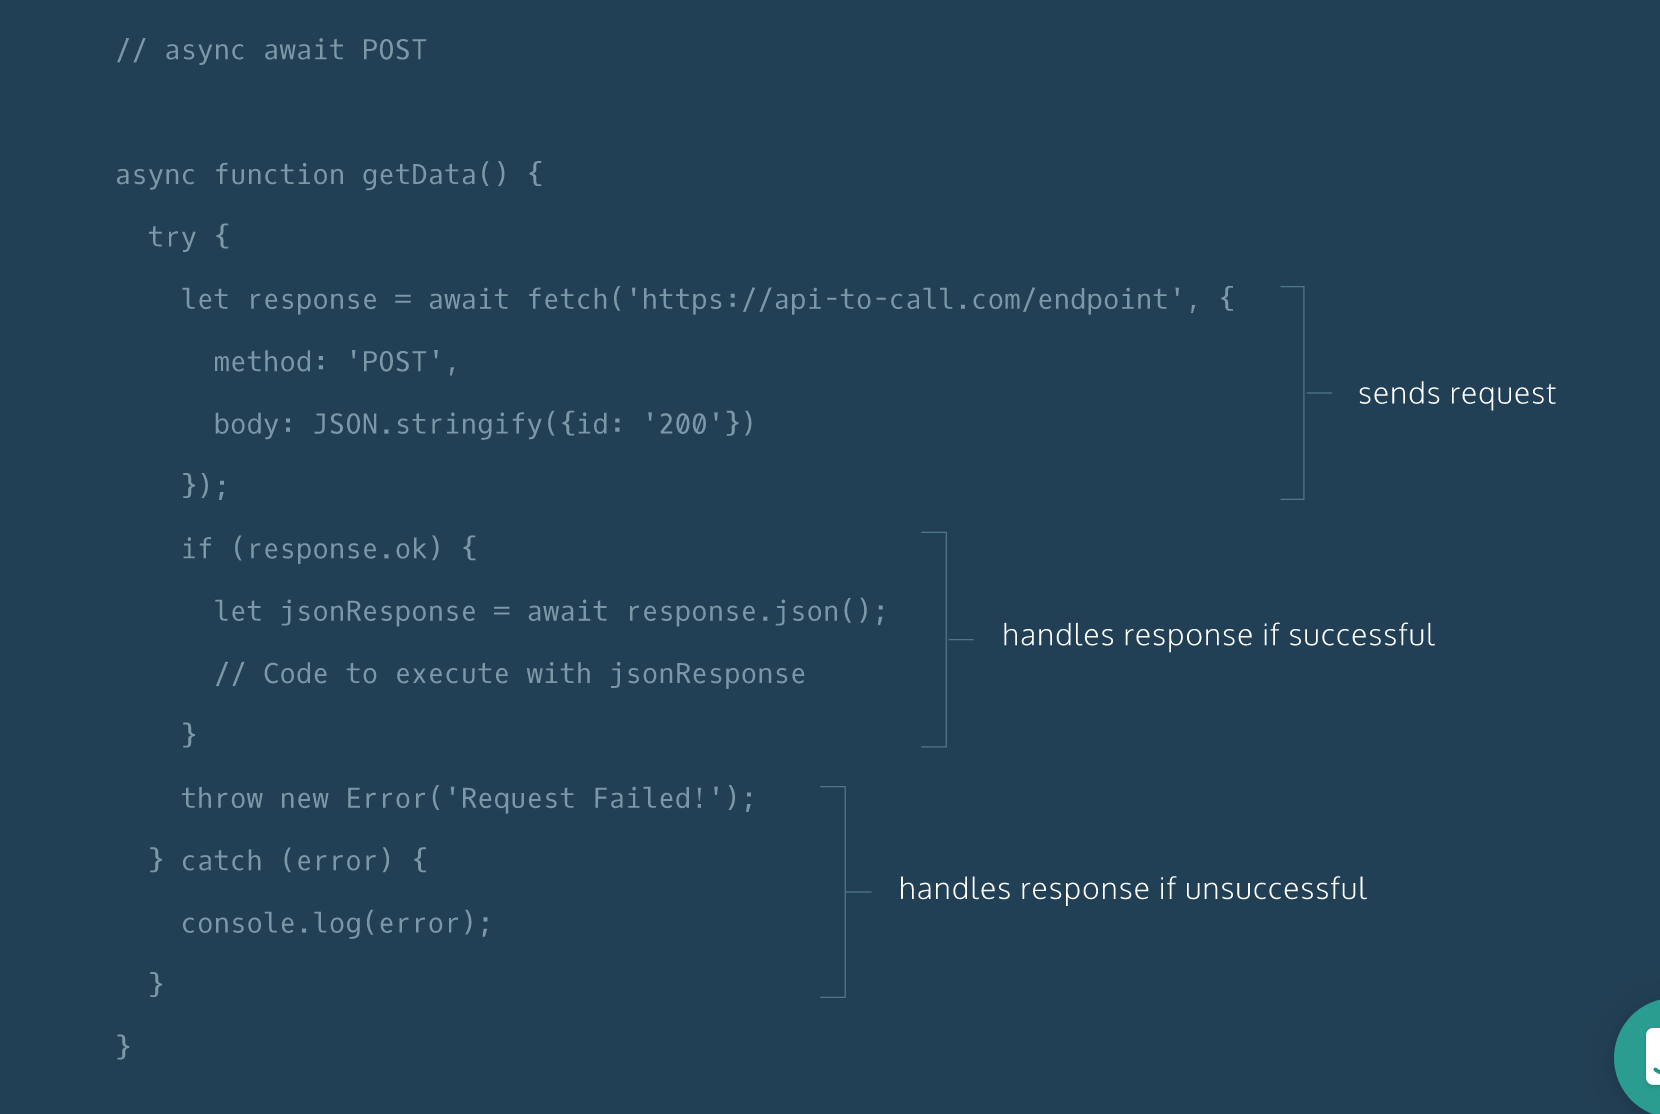 // async await POST
async function getData() {
try {
let response = await fetch('https://api-to-call.com/endpoint', {
method: 'POST',
body: JSON.stringify({id: '200'})
});
sends request
if (response.ok) {
let jsonResponse = await response.json();
// Code to execute with jsonResponse
}
handles response if successful
throw new Error('Request Failed!');
} catch (error) {
console.log(error);
}
handles response if unsuccessful
}